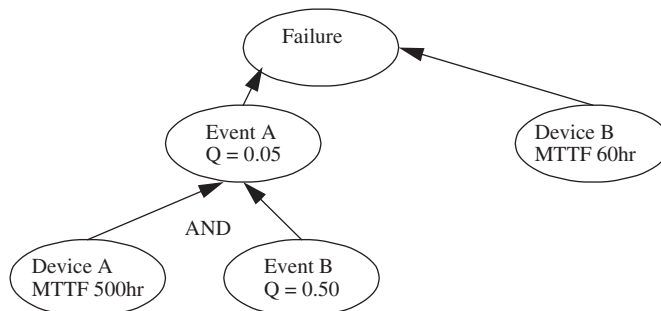 Failure
Event A
Q = 0.05
Device B
MTTF 60hr
AND
Device A
MTTF 500hr
Event B
Q = 0.50